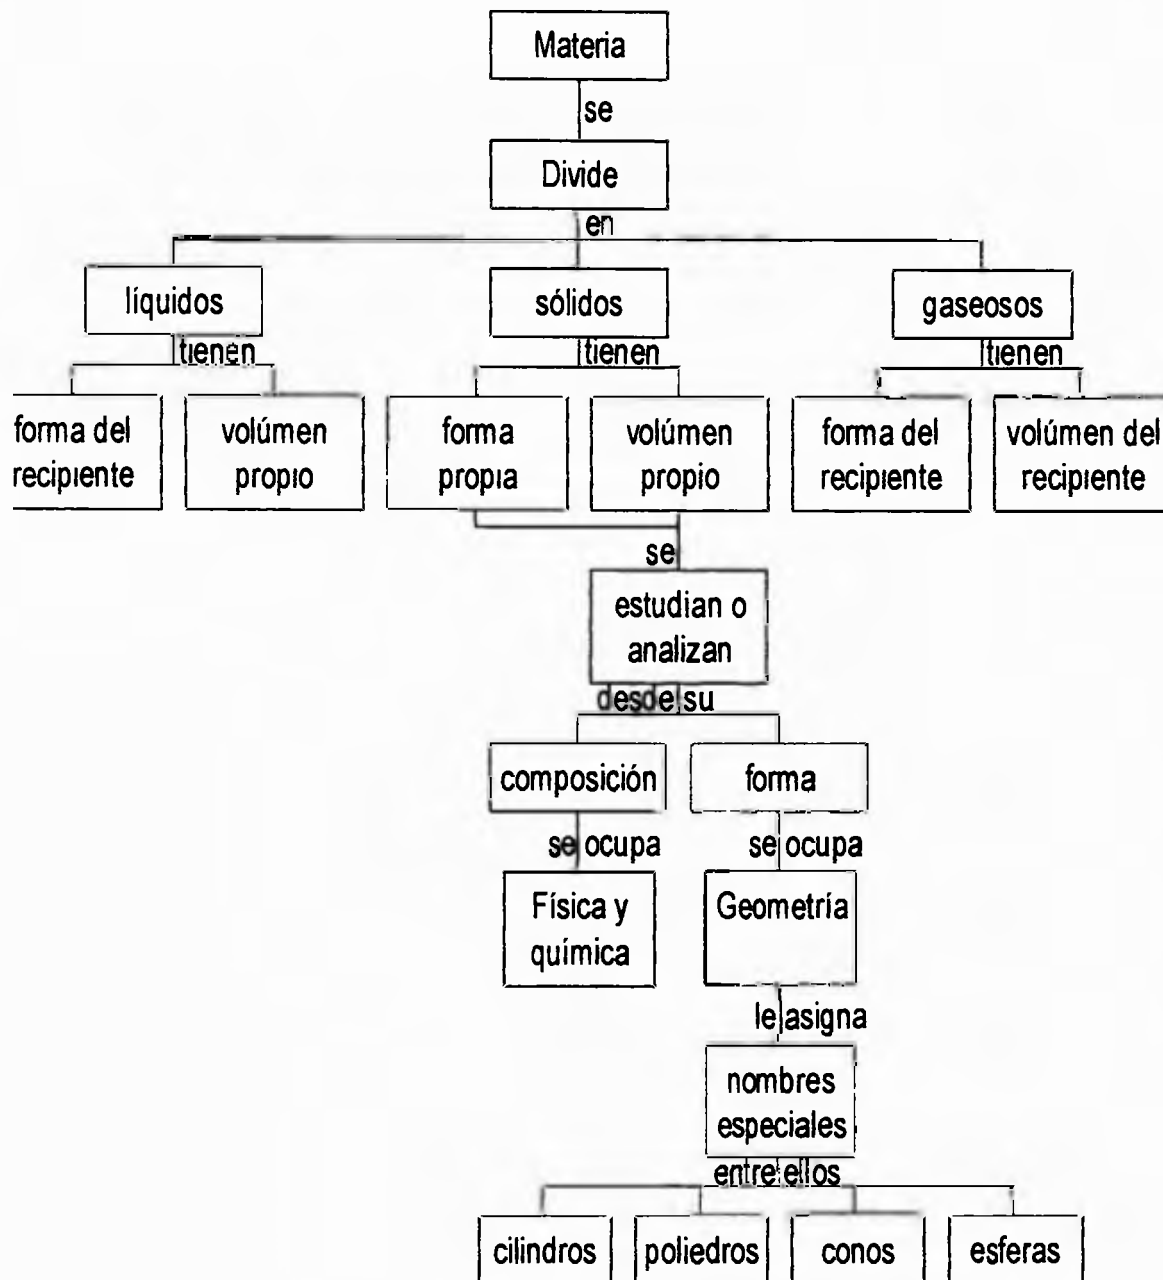 Materia
se
Divide
en
líquidos
sólidos
gaseosos
tienen
tienen
tienen
forma del
recipiente
volúmen
propio
forma
propia
volúmen
propio
forma del
recipiente
volúmen del
recipiente
se
estudian o
analizan
desde su
composición
forma
se ocupa
se ocupa
Física y
química
Geometría
le asigna
nombres
especiales
entre ellos
cilindros
poliedros
conos
esferas